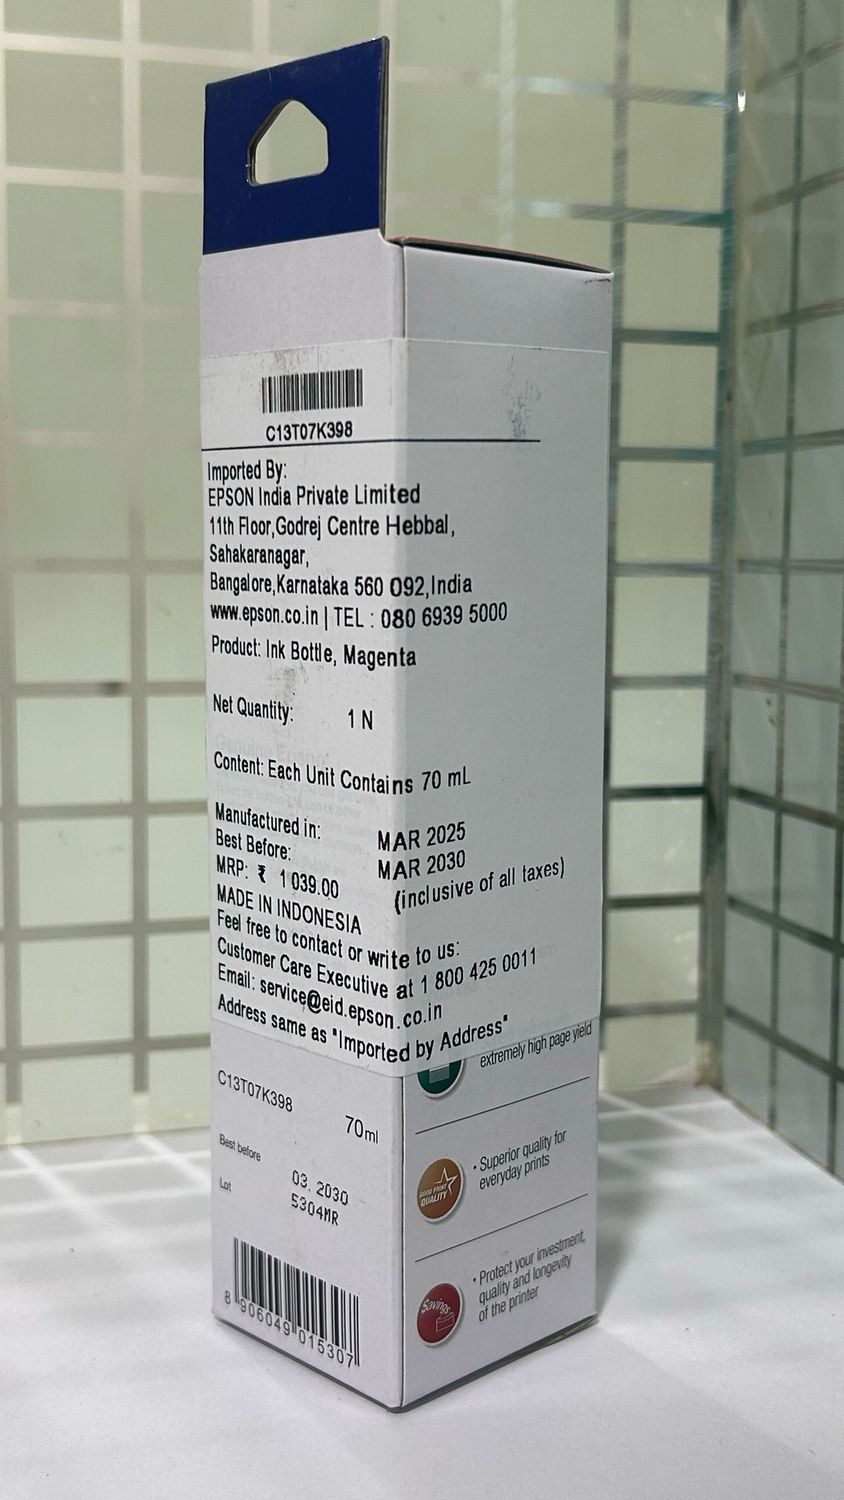 C13T07K398
Imported By:
EPSON India Private Limited
11th Floor,Godrej Centre Hebbal,
Sahakaranagar,
Bangalore,Karnataka 560 092,India
www.epson.co.in | TEL : 080 6939 5000
Product: Ink Bottle, Magenta
Net Quantity: 1 N
Content: Each Unit Contains 70 mL
Manufactured in: MAR 2025
Best Before: MAR 2030
MRP: ₹ 1039.00 (inclusive of all taxes)
MADE IN INDONESIA
Feel free to contact or write to us:
Customer Care Executive at 1 800 425 0011
Email: service@eid.epson.co.in
Address same as "Imported by Address"
C13T07K398
70ml
Best before 03. 2030
Lot 5304MR
8 906049 015307
extremely high page yield
QUALITY
• Superior quality for
everyday prints
Savings
• Protect your investment,
quality and longevity
of the printer